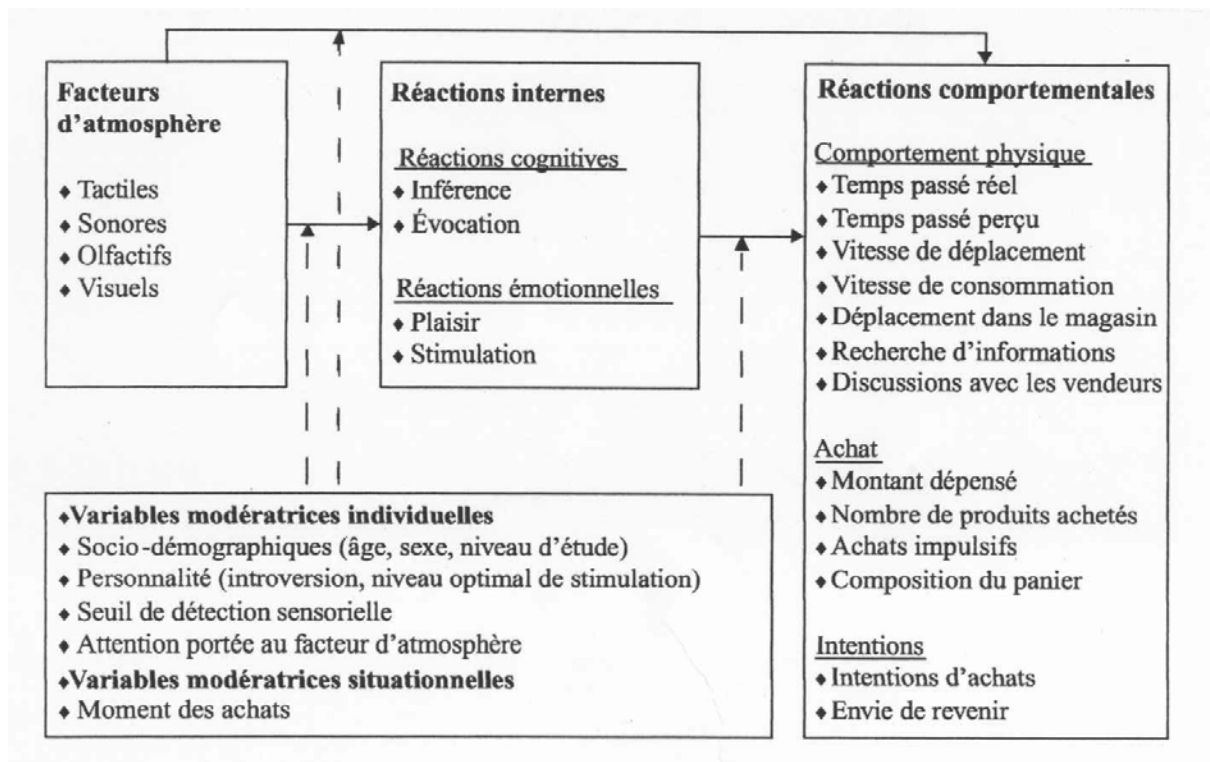 Facteurs
d'atmosphère
♦ Tactiles
♦ Sonores
♦ Olfactifs
♦ Visuels
Réactions internes
Réactions cognitives
♦ Inférence
♦ Évocation
Réactions émotionnelles
♦ Plaisir
♦ Stimulation
Réactions comportementales
Comportement physique
♦ Temps passé réel
♦ Temps passé perçu
♦ Vitesse de déplacement
♦ Vitesse de consommation
♦ Déplacement dans le magasin
♦ Recherche d'informations
♦ Discussions avec les vendeurs
Achat
♦ Montant dépensé
♦ Nombre de produits achetés
♦ Achats impulsifs
♦ Composition du panier
Intentions
♦ Intentions d'achats
♦ Envie de revenir
♦Variables modératrices individuelles
♦ Socio-démographiques (âge, sexe, niveau d'étude)
♦ Personnalité (introversion, niveau optimal de stimulation)
♦ Seuil de détection sensorielle
♦ Attention portée au facteur d'atmosphère
♦Variables modératrices situationnelles
♦ Moment des achats